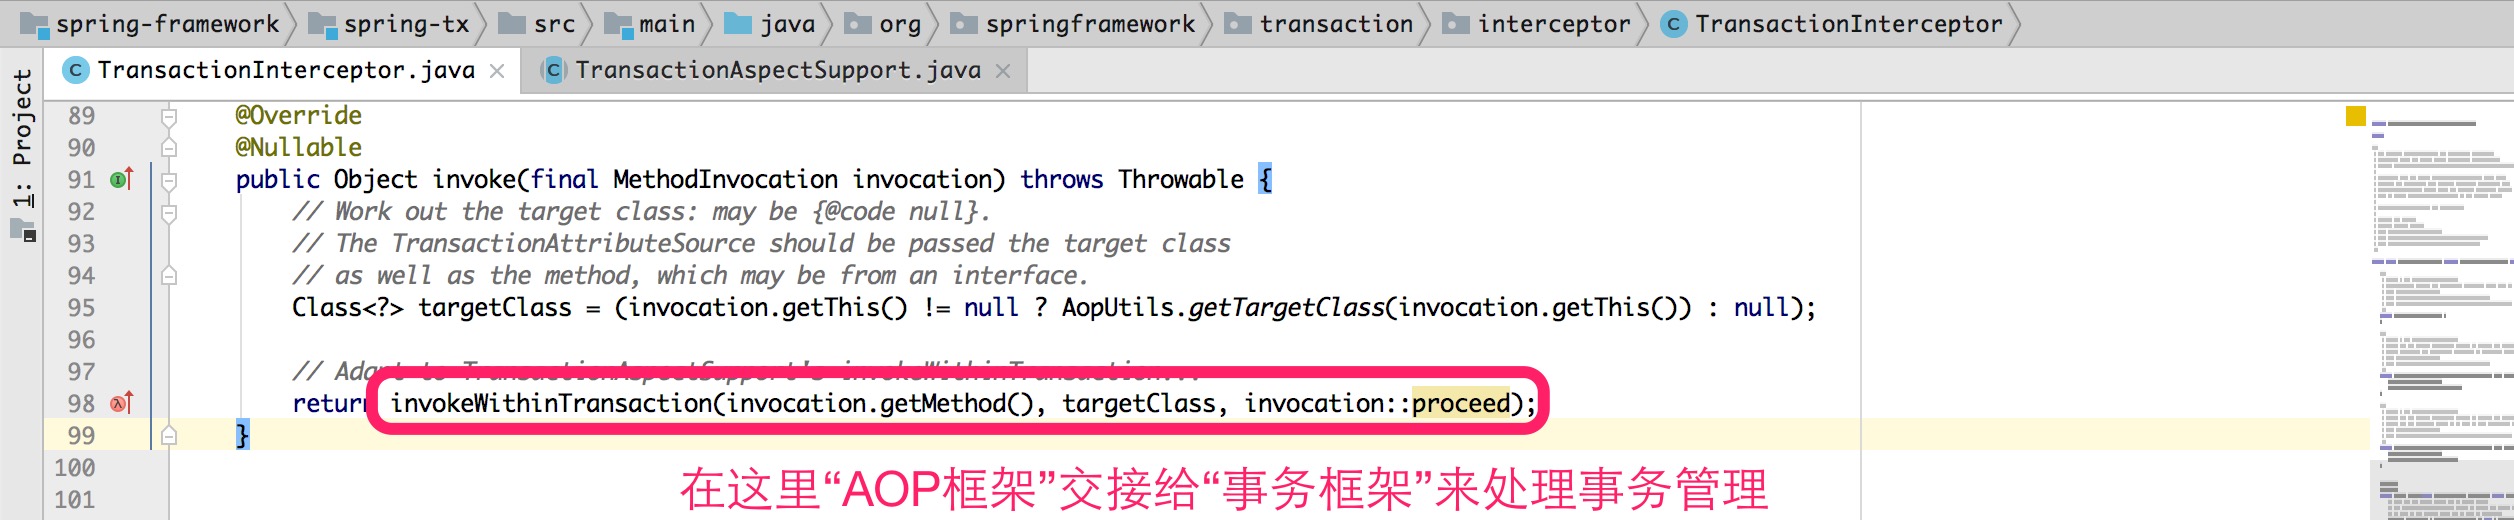 spring-framework spring-tx src main java org springframework transaction interceptor TransactionInterceptor
TransactionInterceptor.java TransactionAspectSupport.java
1: Project
89 @Override
90 @Nullable
91 public Object invoke(final MethodInvocation invocation) throws Throwable {
92 // Work out the target class: may be {@code null}.
93 // The TransactionAttributeSource should be passed the target class
94 // as well as the method, which may be from an interface.
95 Class<?> targetClass = (invocation.getThis() != null ? AopUtils.getTargetClass(invocation.getThis()) : null);
96
97 // Adapt to TransactionAspectSupport's invokeWithinTransaction...
98 return invokeWithinTransaction(invocation.getMethod(), targetClass, invocation::proceed);
99 }
100
101
在这里“AOP框架”交接给“事务框架”来处理事务管理